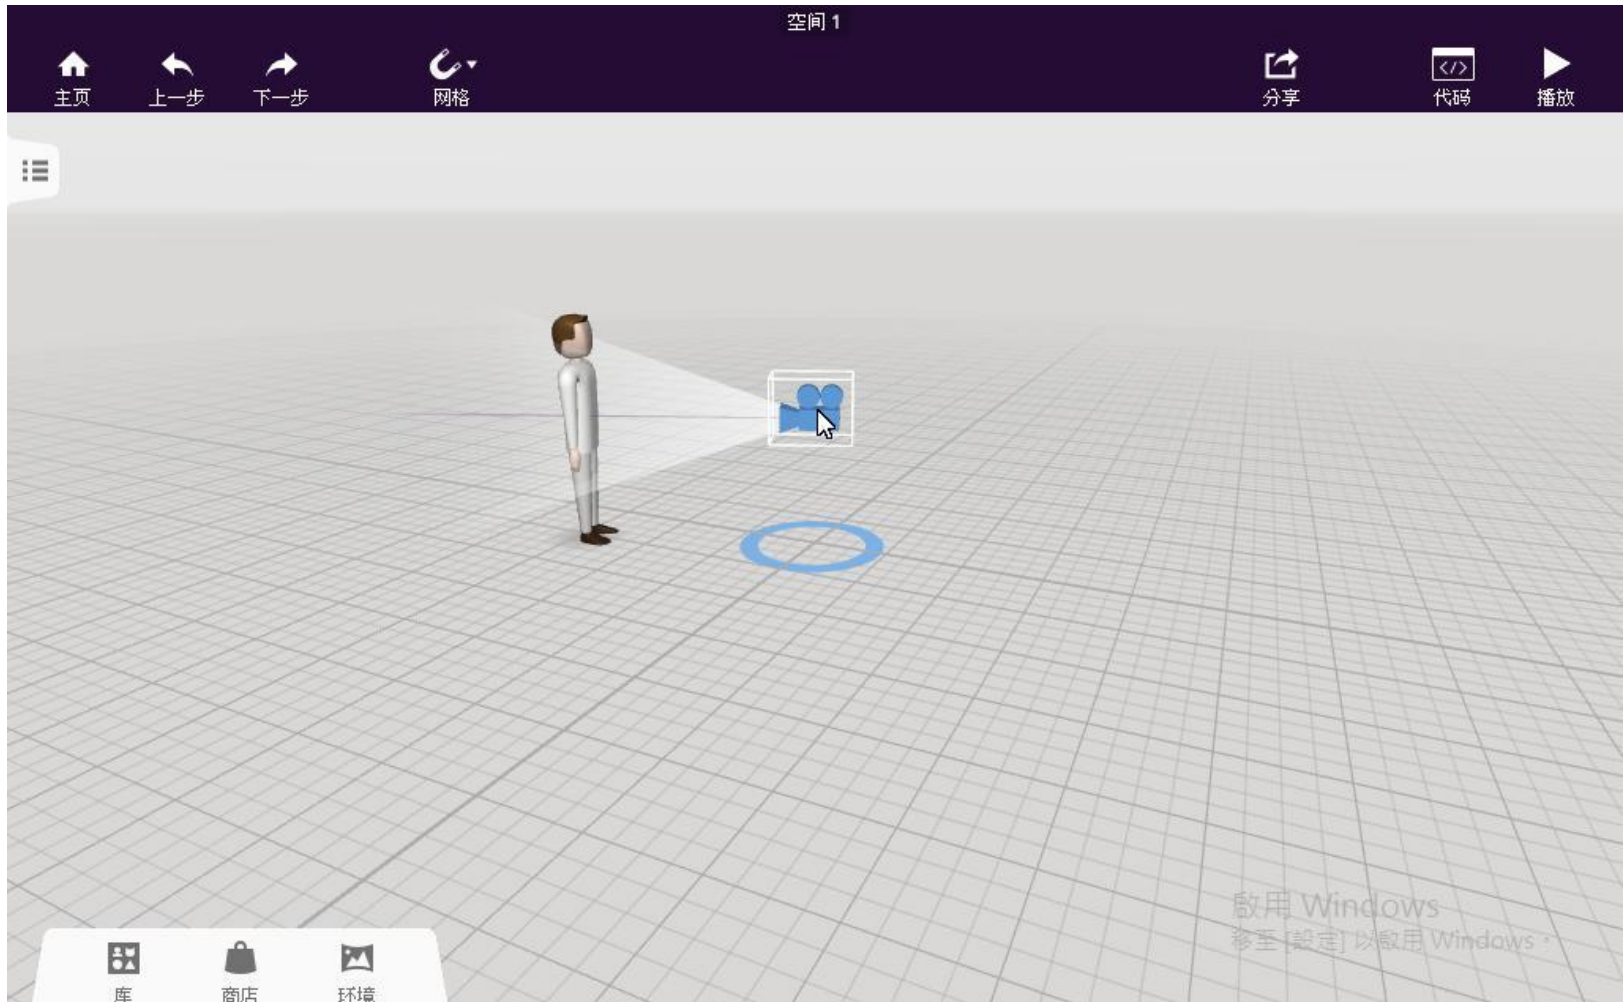 空间 1
主页
上一步
下一步
网格
分享
代码
播放
啟用 Windows
移至 [設定] 以啟用 Windows。
库
商店
环境